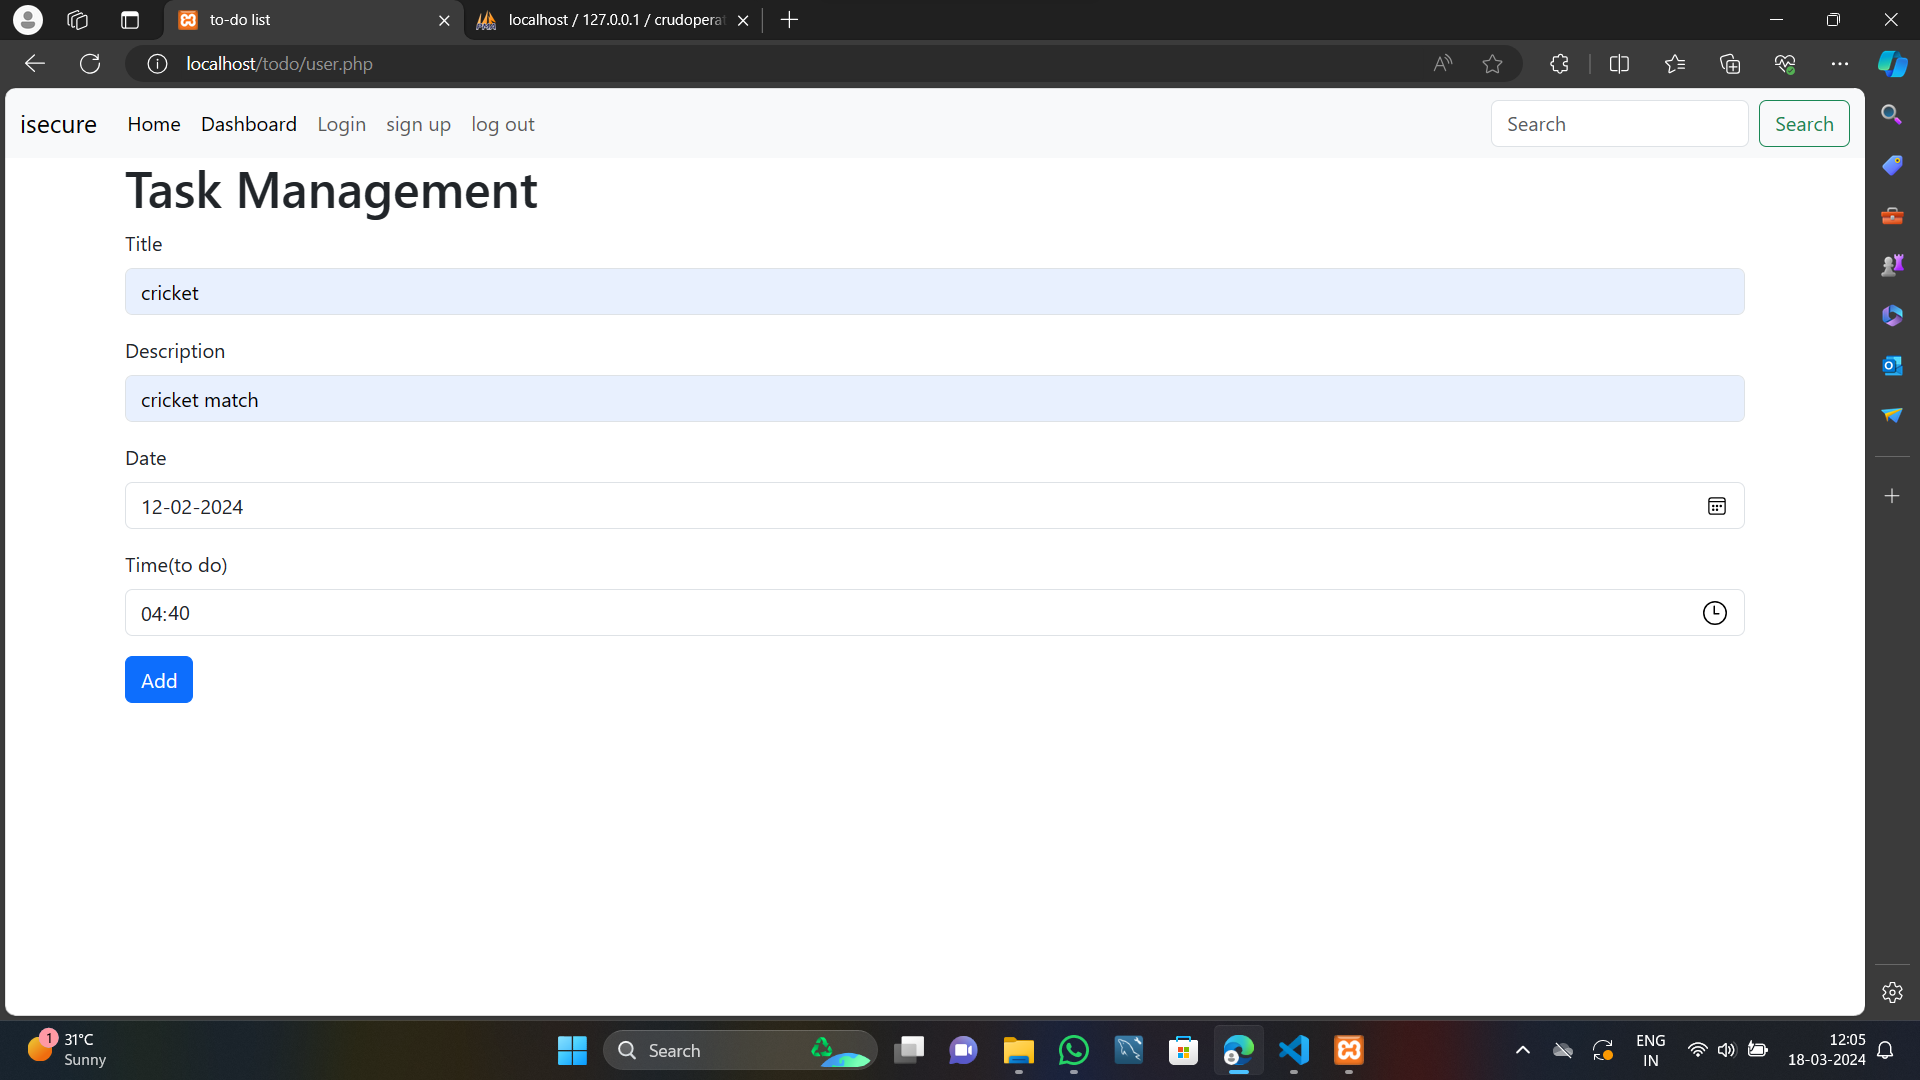 to-do list
localhost / 127.0.0.1 / crudoperat
localhost/todo/user.php
isecure Home Dashboard Login sign up log out Search Search
Task Management
Title
cricket
Description
cricket match
Date
12-02-2024
Time(to do)
04:40
Add
1
31°C
Sunny
Search
ENG
IN
12:05
18-03-2024